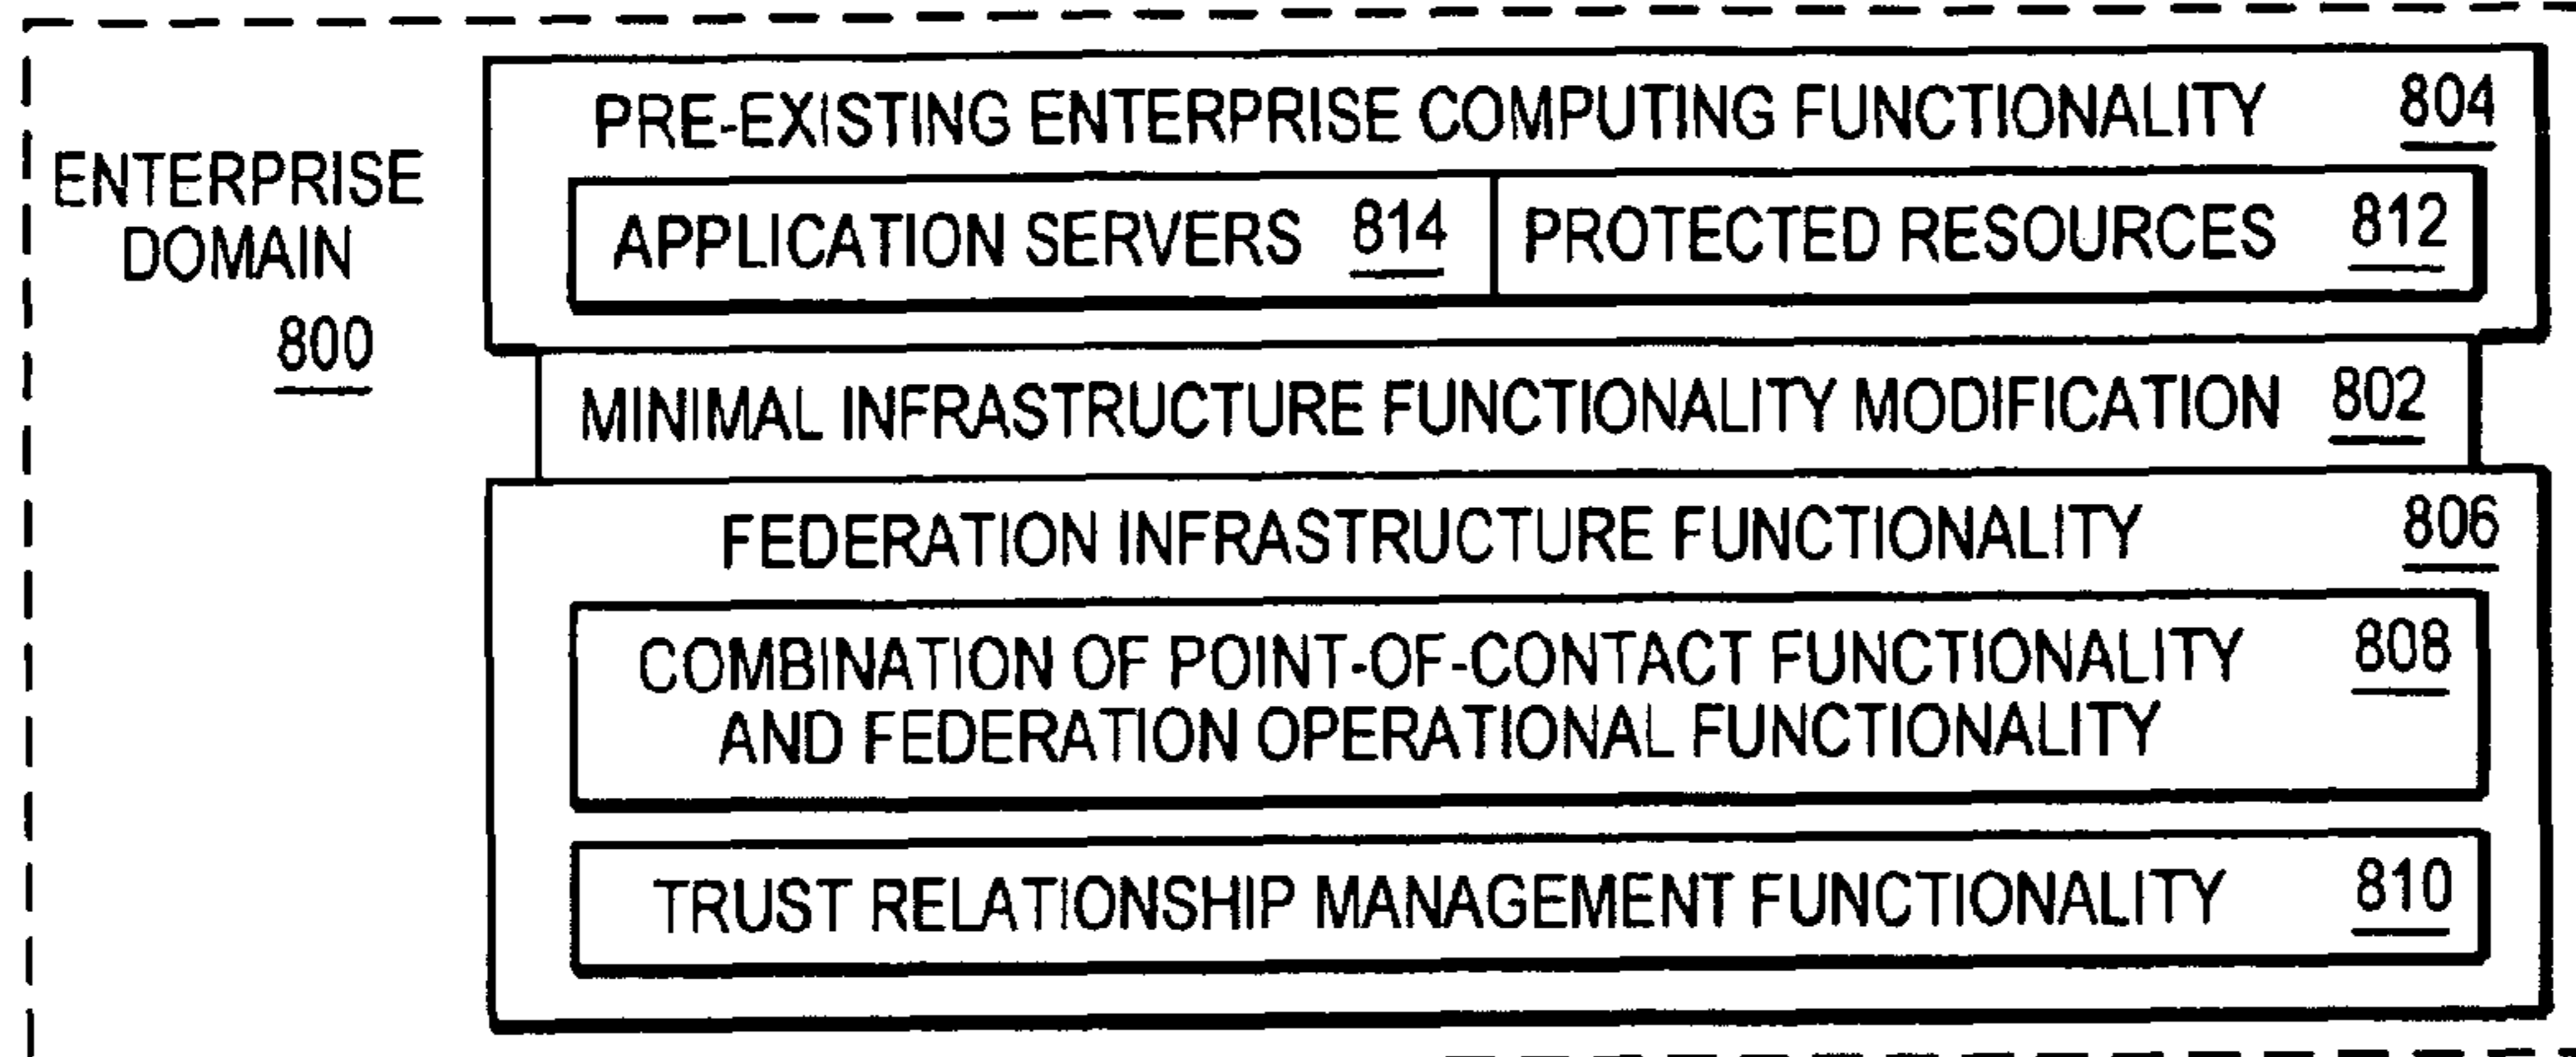 ENTERPRISE
DOMAIN
800
PRE-EXISTING ENTERPRISE COMPUTING FUNCTIONALITY 804
APPLICATION SERVERS 814 PROTECTED RESOURCES 812
MINIMAL INFRASTRUCTURE FUNCTIONALITY MODIFICATION 802
FEDERATION INFRASTRUCTURE FUNCTIONALITY 806
COMBINATION OF POINT-OF-CONTACT FUNCTIONALITY 808
AND FEDERATION OPERATIONAL FUNCTIONALITY
TRUST RELATIONSHIP MANAGEMENT FUNCTIONALITY 810